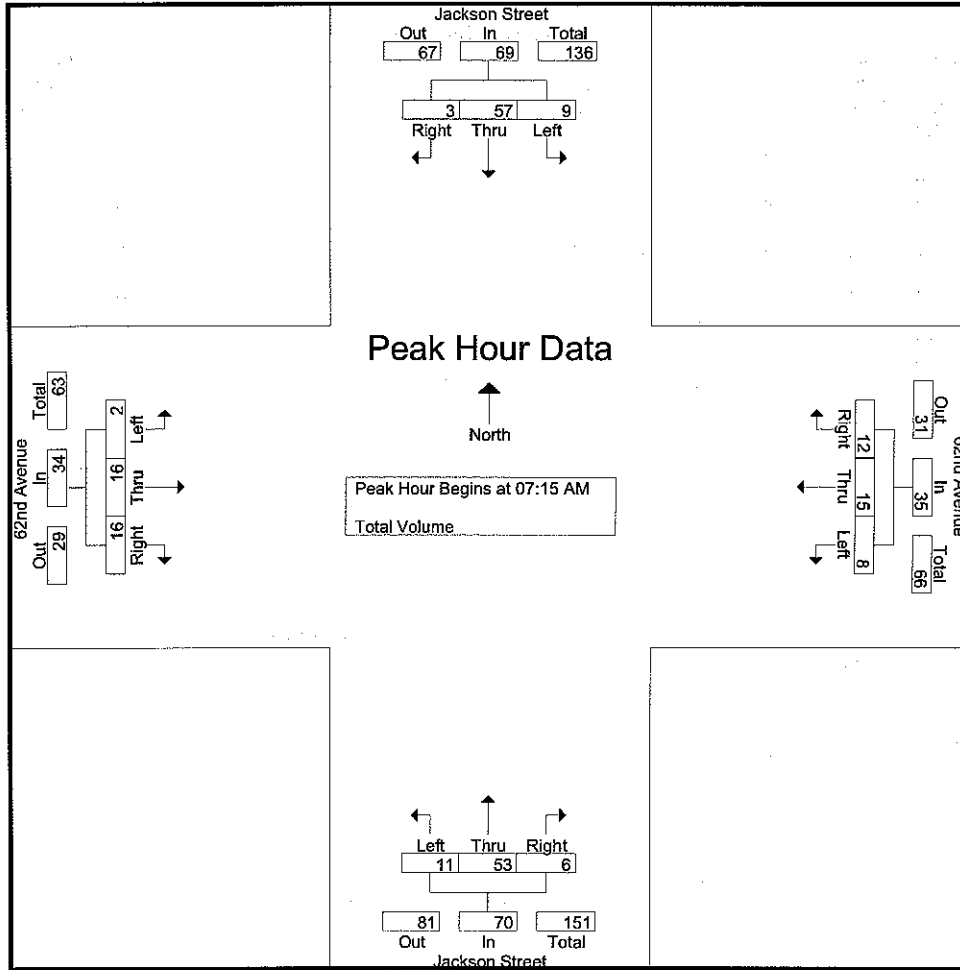 Jackson Street
Out In Total
67 69 136
3 57 9
Right Thru Left
Peak Hour Data
North
Peak Hour Begins at 07:15 AM
Total Volume
62nd Avenue
Total In Out
63 34 29
2 16 16
Left Thru Right
62nd Avenue
Out In Total
31 35 66
12 15 8
Right Thru Left
Left Thru Right
11 53 6
81 70 151
Out In Total
Jackson Street